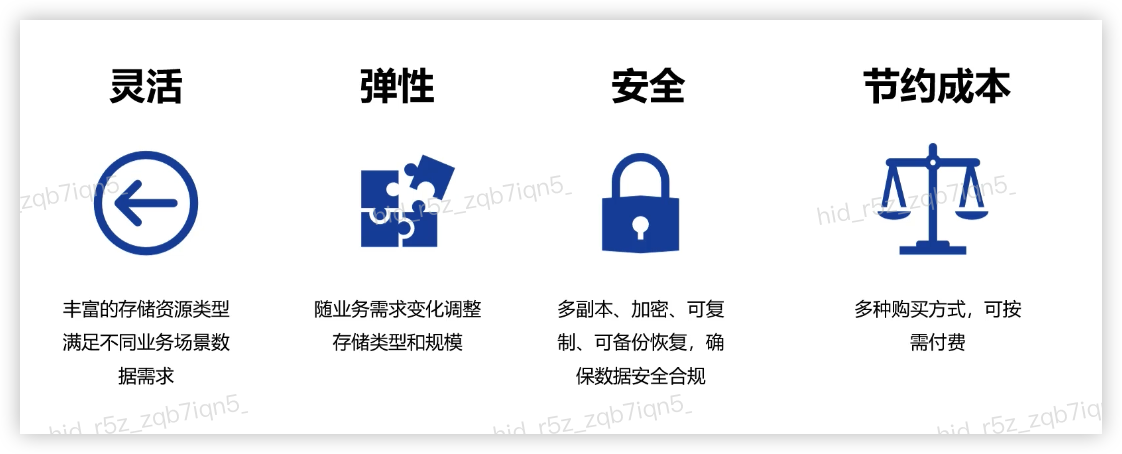 灵活
弹性
安全
节约成本
丰富的存储资源类型
满足不同业务场景数
据需求
随业务需求变化调整
存储类型和规模
多副本、加密、可复
制、可备份恢复，确
保数据安全合规
多种购买方式，可按
需付费
zqb7iqn5_
hid_r5z_zqb7iqn5_
hid_r5z_zqb7iqn5_
hid_r5z_zqb7iqn5_
hid_r5z_zqb7iqn5_
hid_r5z_zqb7iqn5